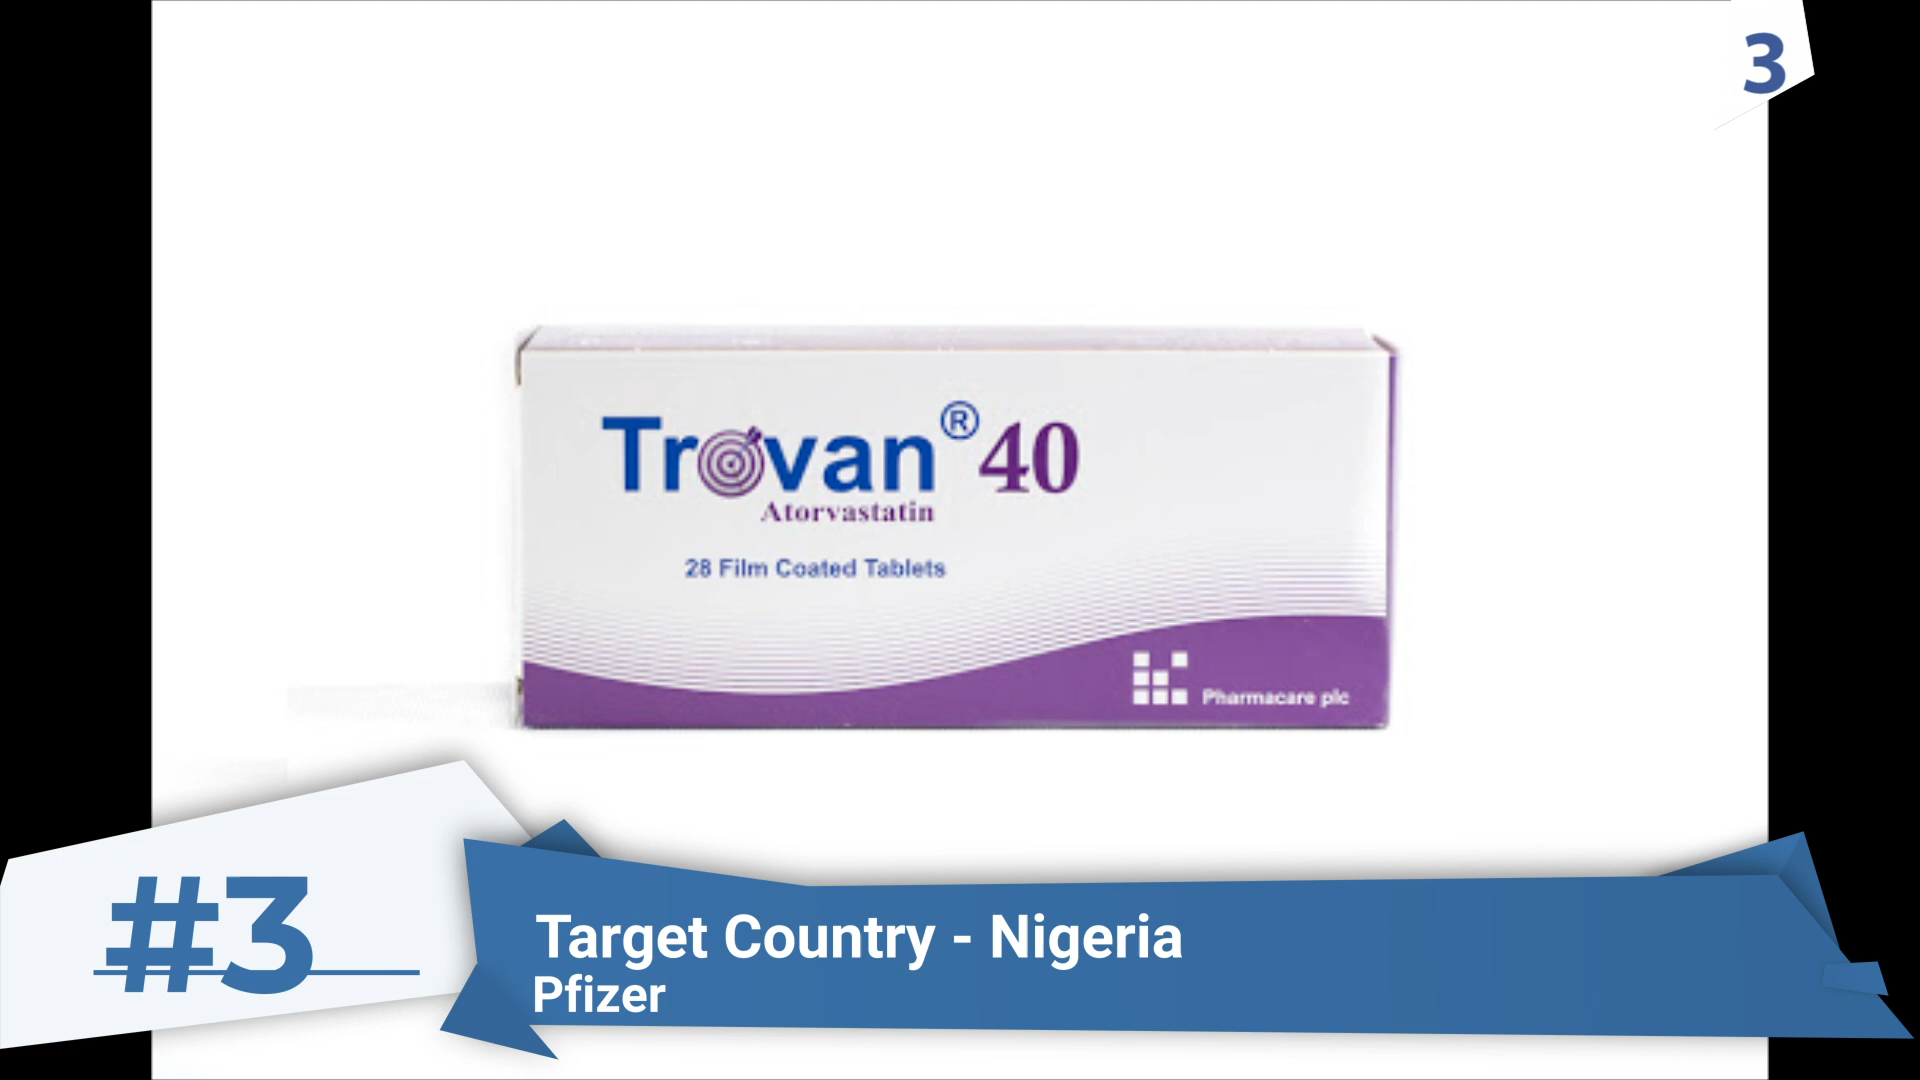 3
Trovan® 40
Atorvastatin
28 Film Coated Tablets
Pharmacare plc
#3
Target Country - Nigeria
Pfizer